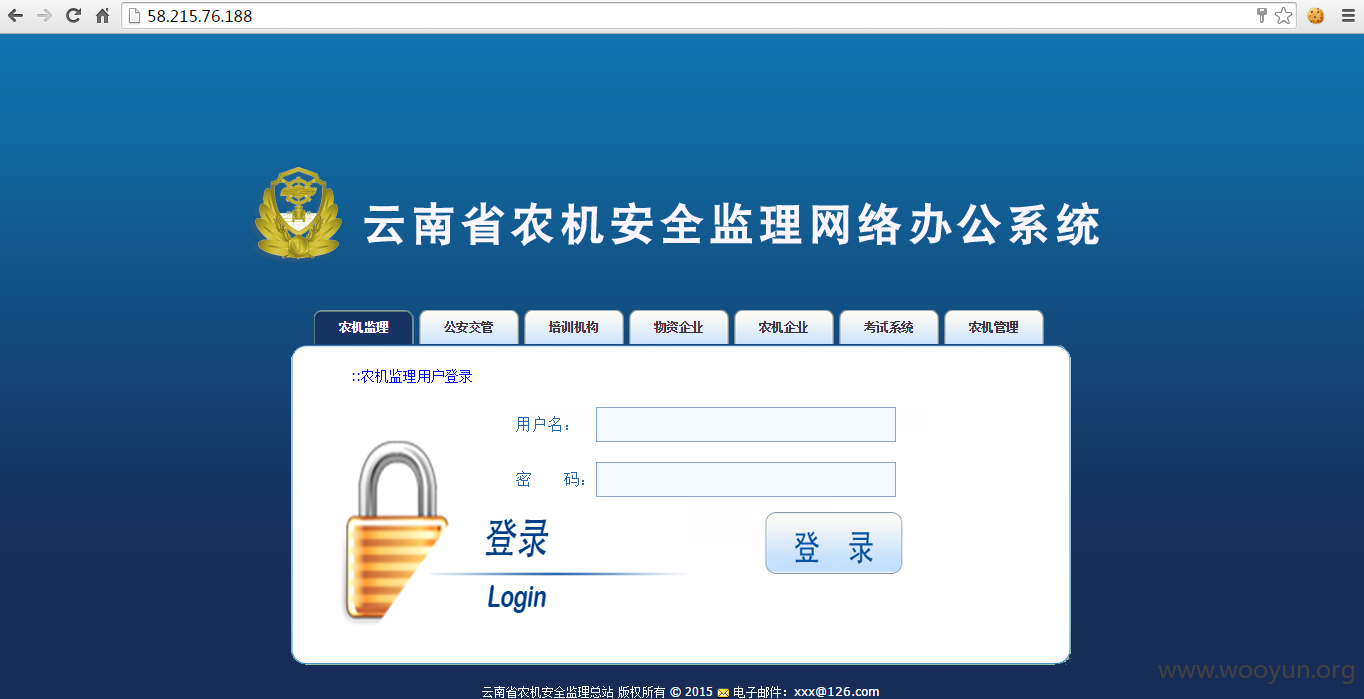 58.215.76.188
云南省农机安全监理网络办公系统
农机监理 公安交管 培训机构 物资企业 农机企业 考试系统 农机管理
::农机监理用户登录
用户名：
密 码：
登录
登 录
Login
www.wooyun.org
云南省农机安全监理总站 版权所有 © 2015 电子邮件：xxx@126.com